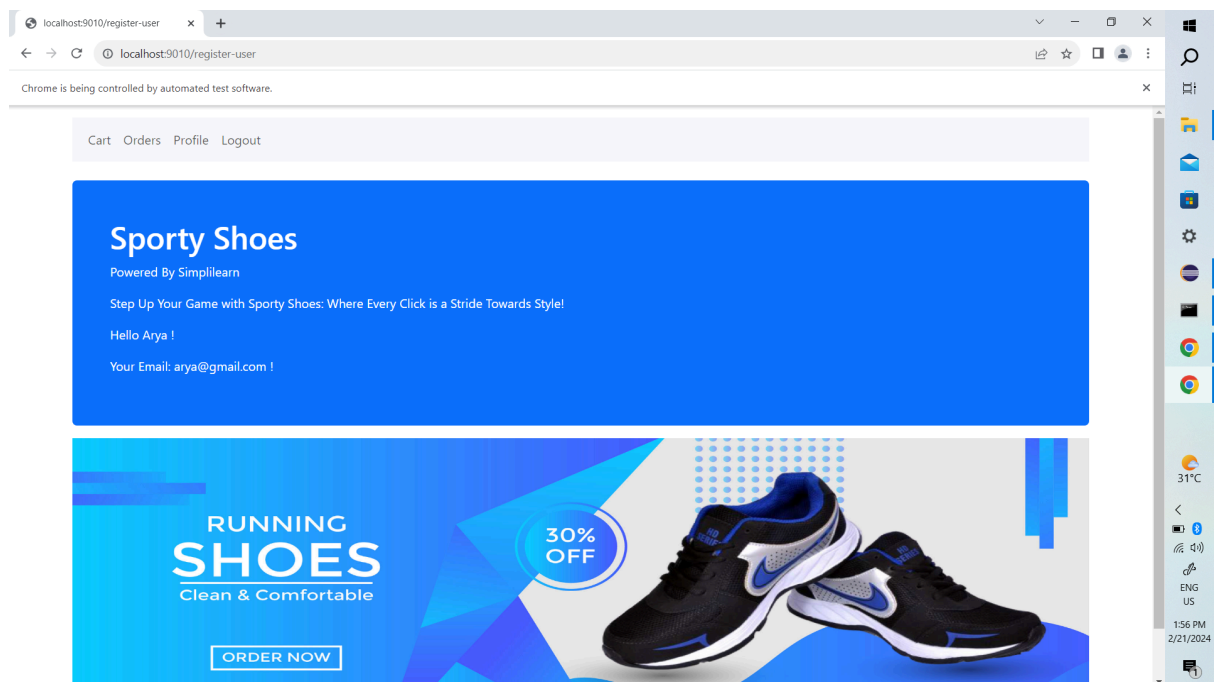 localhost:9010/register-user
localhost:9010/register-user
Chrome is being controlled by automated test software.
Cart Orders Profile Logout
Sporty Shoes
Powered By Simplilearn
Step Up Your Game with Sporty Shoes: Where Every Click is a Stride Towards Style!
Hello Arya !
Your Email: arya@gmail.com !
RUNNING
SHOES
Clean & Comfortable
30%
OFF
ORDER NOW
31°C
ENG
US
1:56 PM
2/21/2024
1